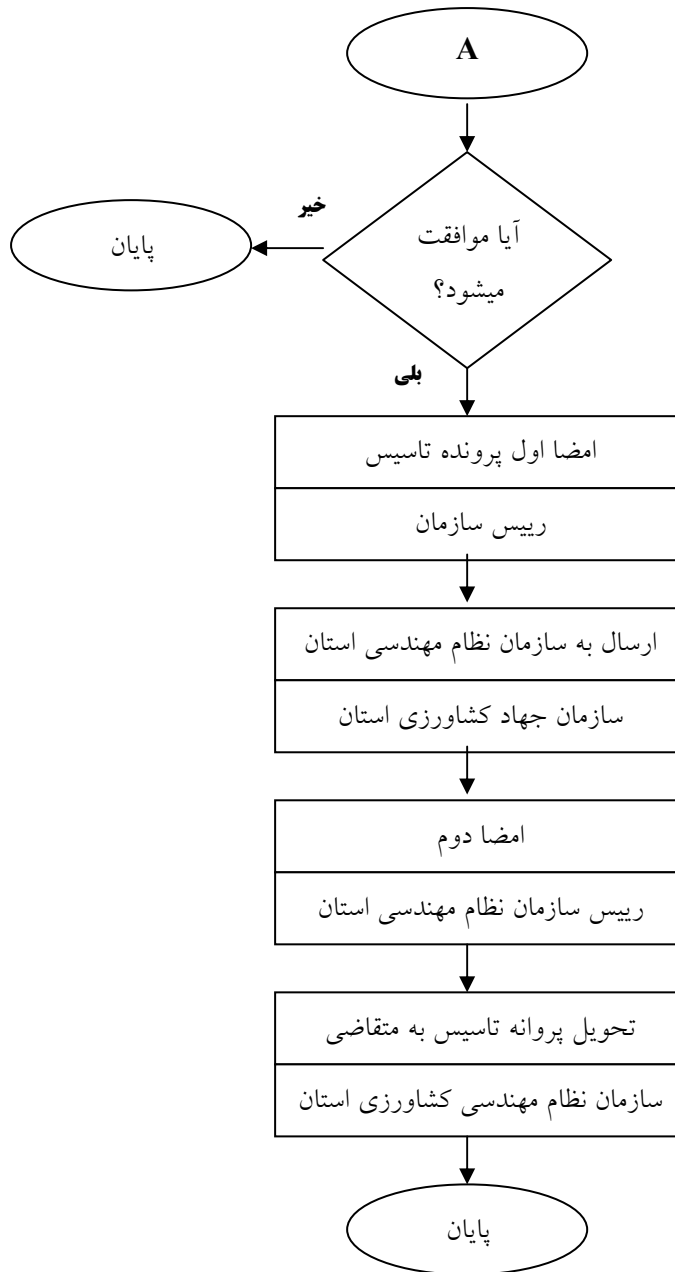 A
آیا موافقت
میشود؟
خیر
پایان
بلی
امضا اول پرونده تاسیس
رییس سازمان
ارسال به سازمان نظام مهندسی استان
سازمان جهاد کشاورزی استان
امضا دوم
رییس سازمان نظام مهندسی استان
تحویل پروانه تاسیس به متقاضی
سازمان نظام مهندسی کشاورزی استان
پایان